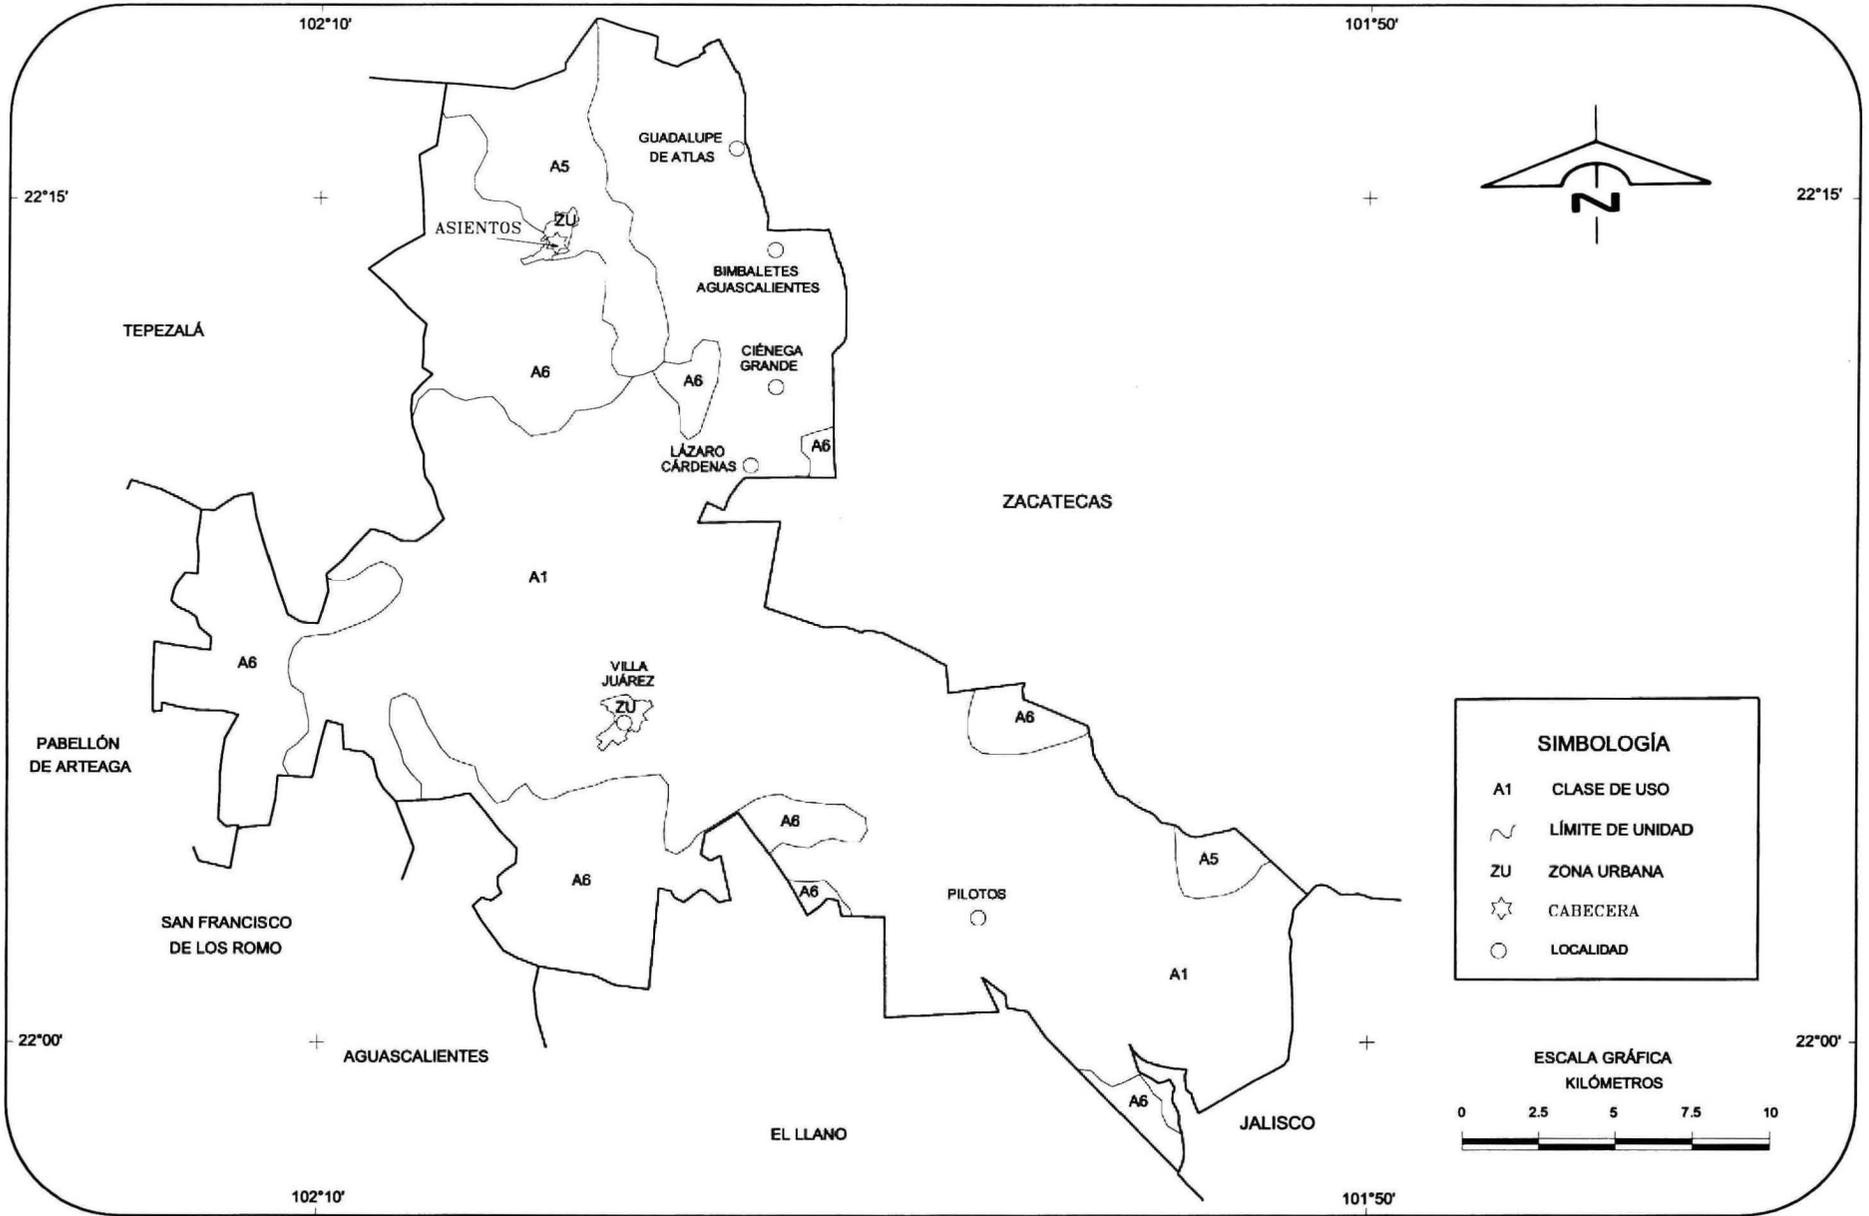 102°10'
101°50'
GUADALUPE
DE ATLAS
A5
22°15'
22°15'
ZU
ASIENTOS
N
BIMBALETES
AGUASCALIENTES
TEPEZALÁ
CIÉNEGA
GRANDE
A6
A6
A6
LÁZARO
CÁRDENAS
ZACATECAS
A1
A6
VILLA
JUÁREZ
ZU
A6
PABELLÓN
DE ARTEAGA
A6
A5
A6
A6
PILOTOS
SAN FRANCISCO
DE LOS ROMO
A1
SIMBOLOGÍA
A1 CLASE DE USO
LÍMITE DE UNIDAD
ZU ZONA URBANA
CABECERA
LOCALIDAD
22°00'
22°00'
AGUASCALIENTES
A6
EL LLANO
JALISCO
ESCALA GRÁFICA
KILÓMETROS
0 2.5 5 7.5 10
102°10'
101°50'